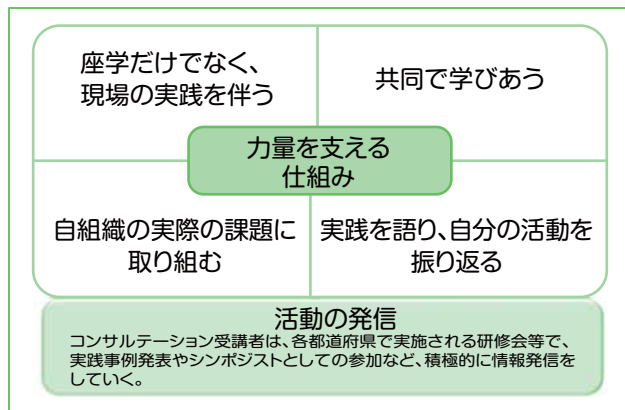 座学だけでなく、
現場の実践を伴う
共同で学びあう
力量を支える
仕組み
自組織の実際の課題に
取り組む
実践を語り、自分の活動を
振り返る
活動の発信
コンサルテーション受講者は、各都道府県で実施される研修会等で、
実践事例発表やシンポジストとしての参加など、積極的に情報発信を
していく。